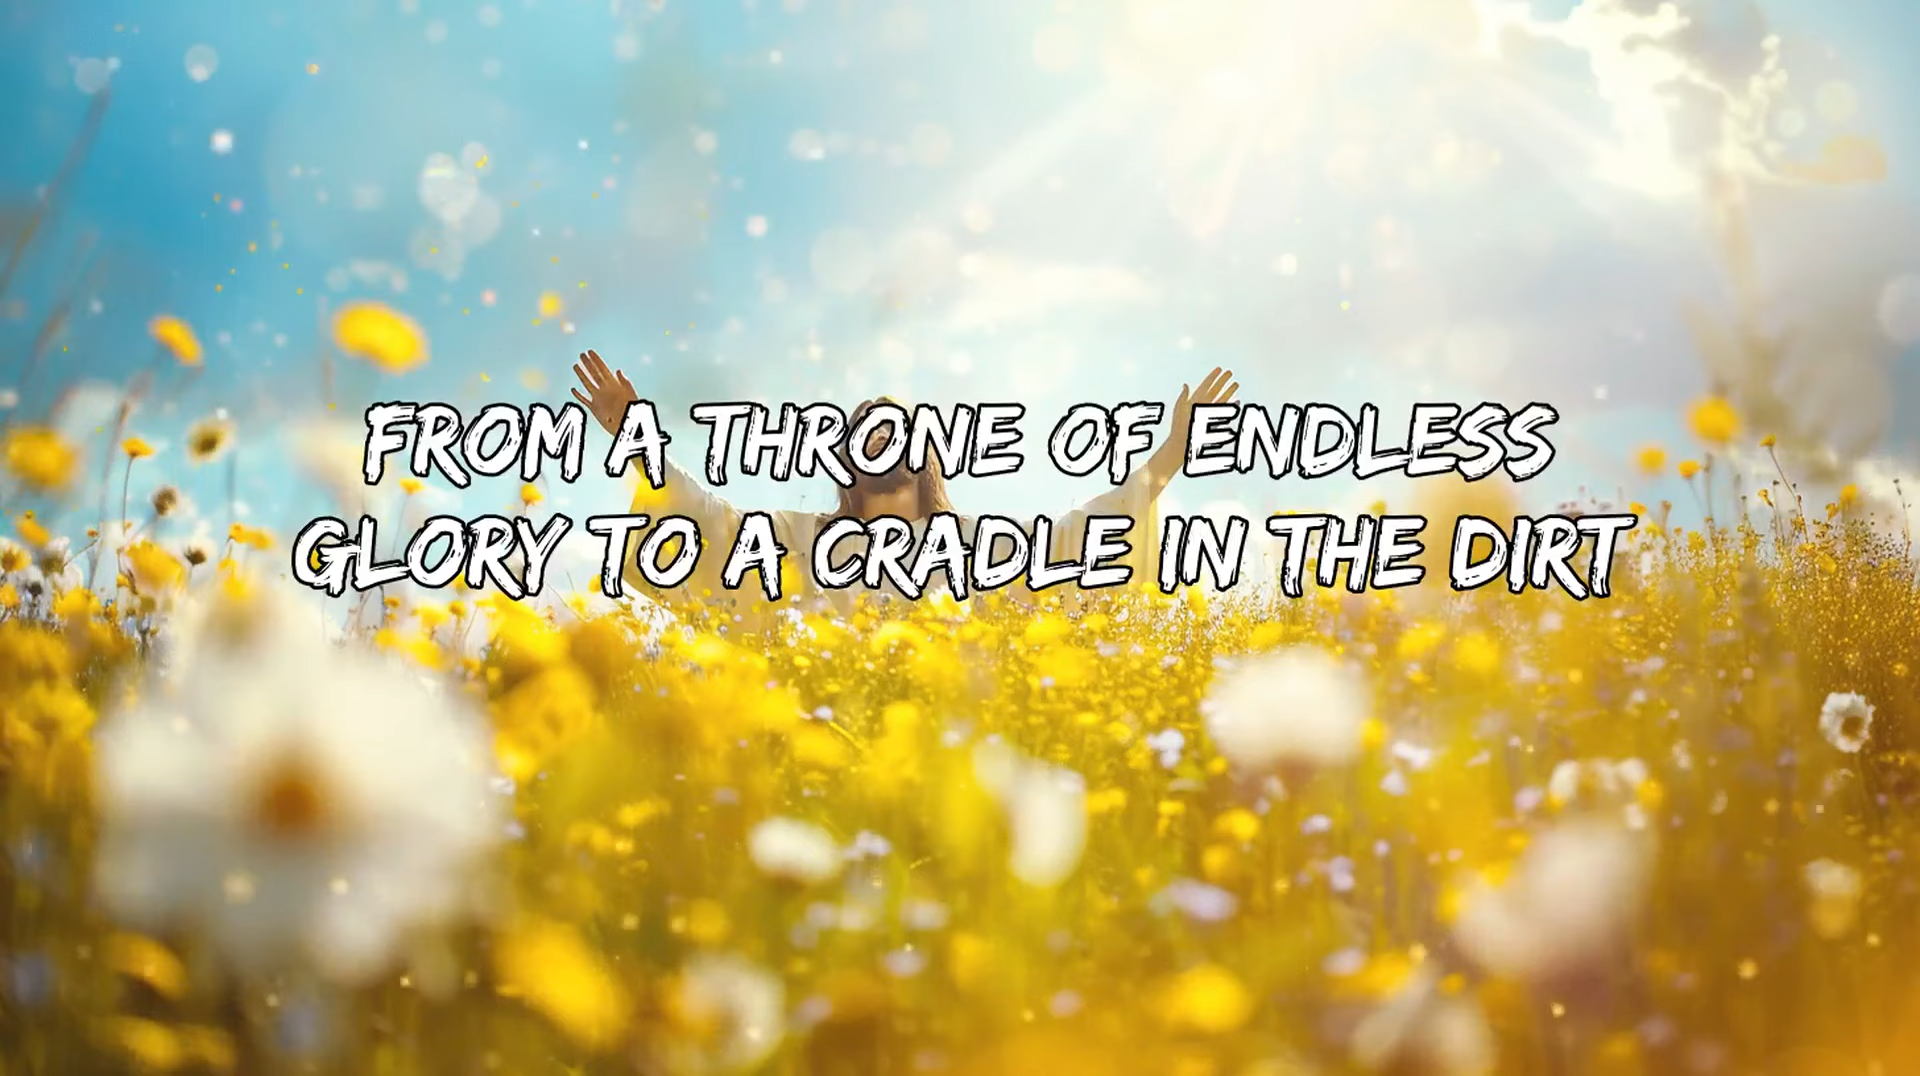 FROM A THRONE OF ENDLESS
GLORY TO A CRADLE IN THE DIRT